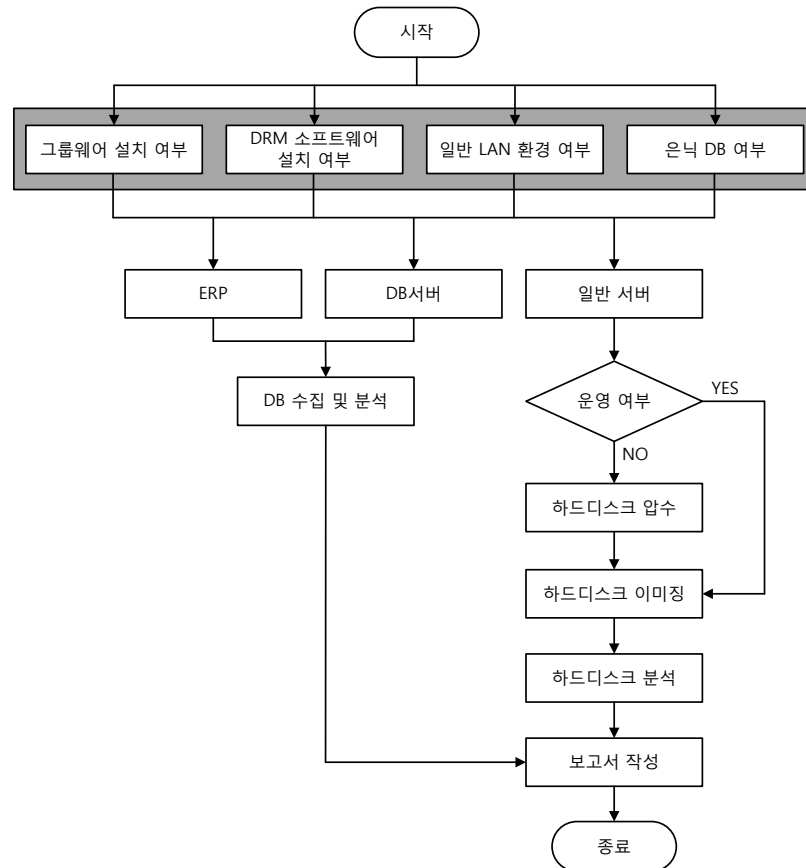 시작
그룹웨어 설치 여부
DRM 소프트웨어
설치 여부
일반 LAN 환경 여부
은닉 DB 여부
ERP
DB서버
일반 서버
DB 수집 및 분석
운영 여부
YES
NO
하드디스크 압수
하드디스크 이미징
하드디스크 분석
보고서 작성
종료